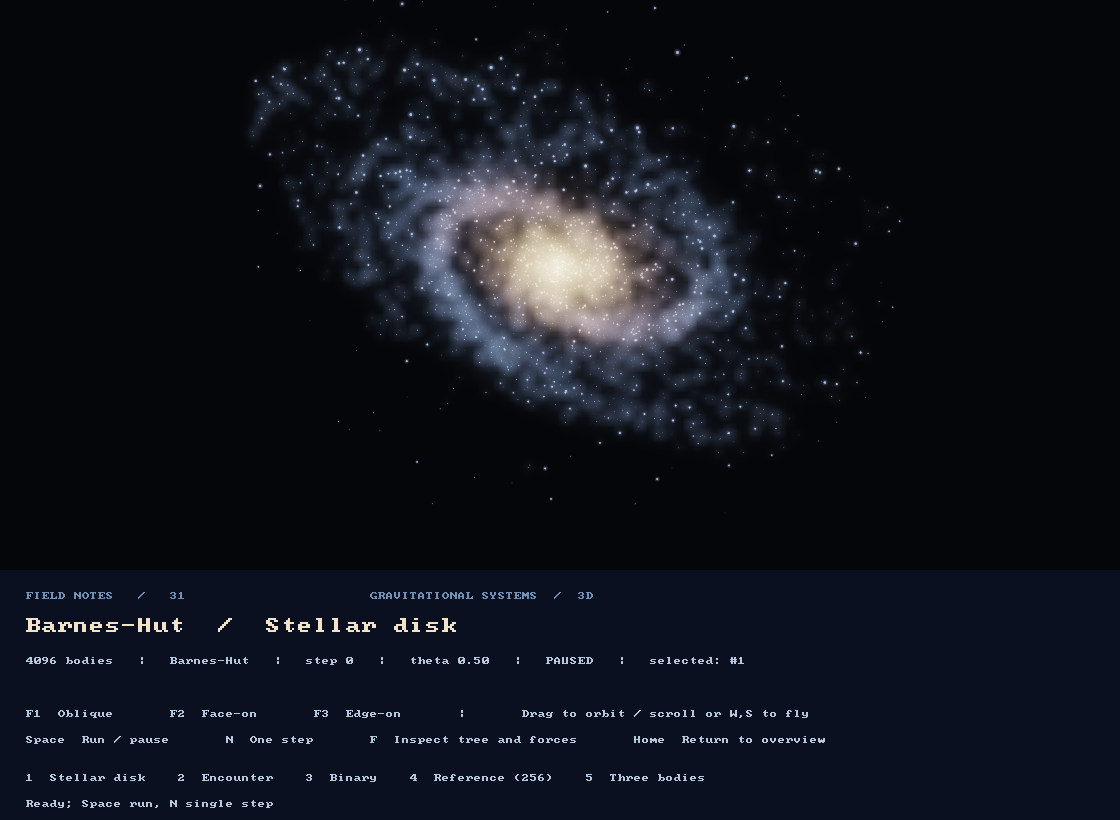 FIELD NOTES / 31 GRAVITATIONAL SYSTEMS / 3D
Barnes-Hut / Stellar disk
4096 bodies ¦ Barnes-Hut ¦ step 0 ¦ theta 0.50 ¦ PAUSED ¦ selected: #1
F1 Oblique F2 Face-on F3 Edge-on ¦ Drag to orbit / scroll or W,S to fly
Space Run / pause N One step F Inspect tree and forces Home Return to overview
1 Stellar disk 2 Encounter 3 Binary 4 Reference (256) 5 Three bodies
Ready; Space run, N single step